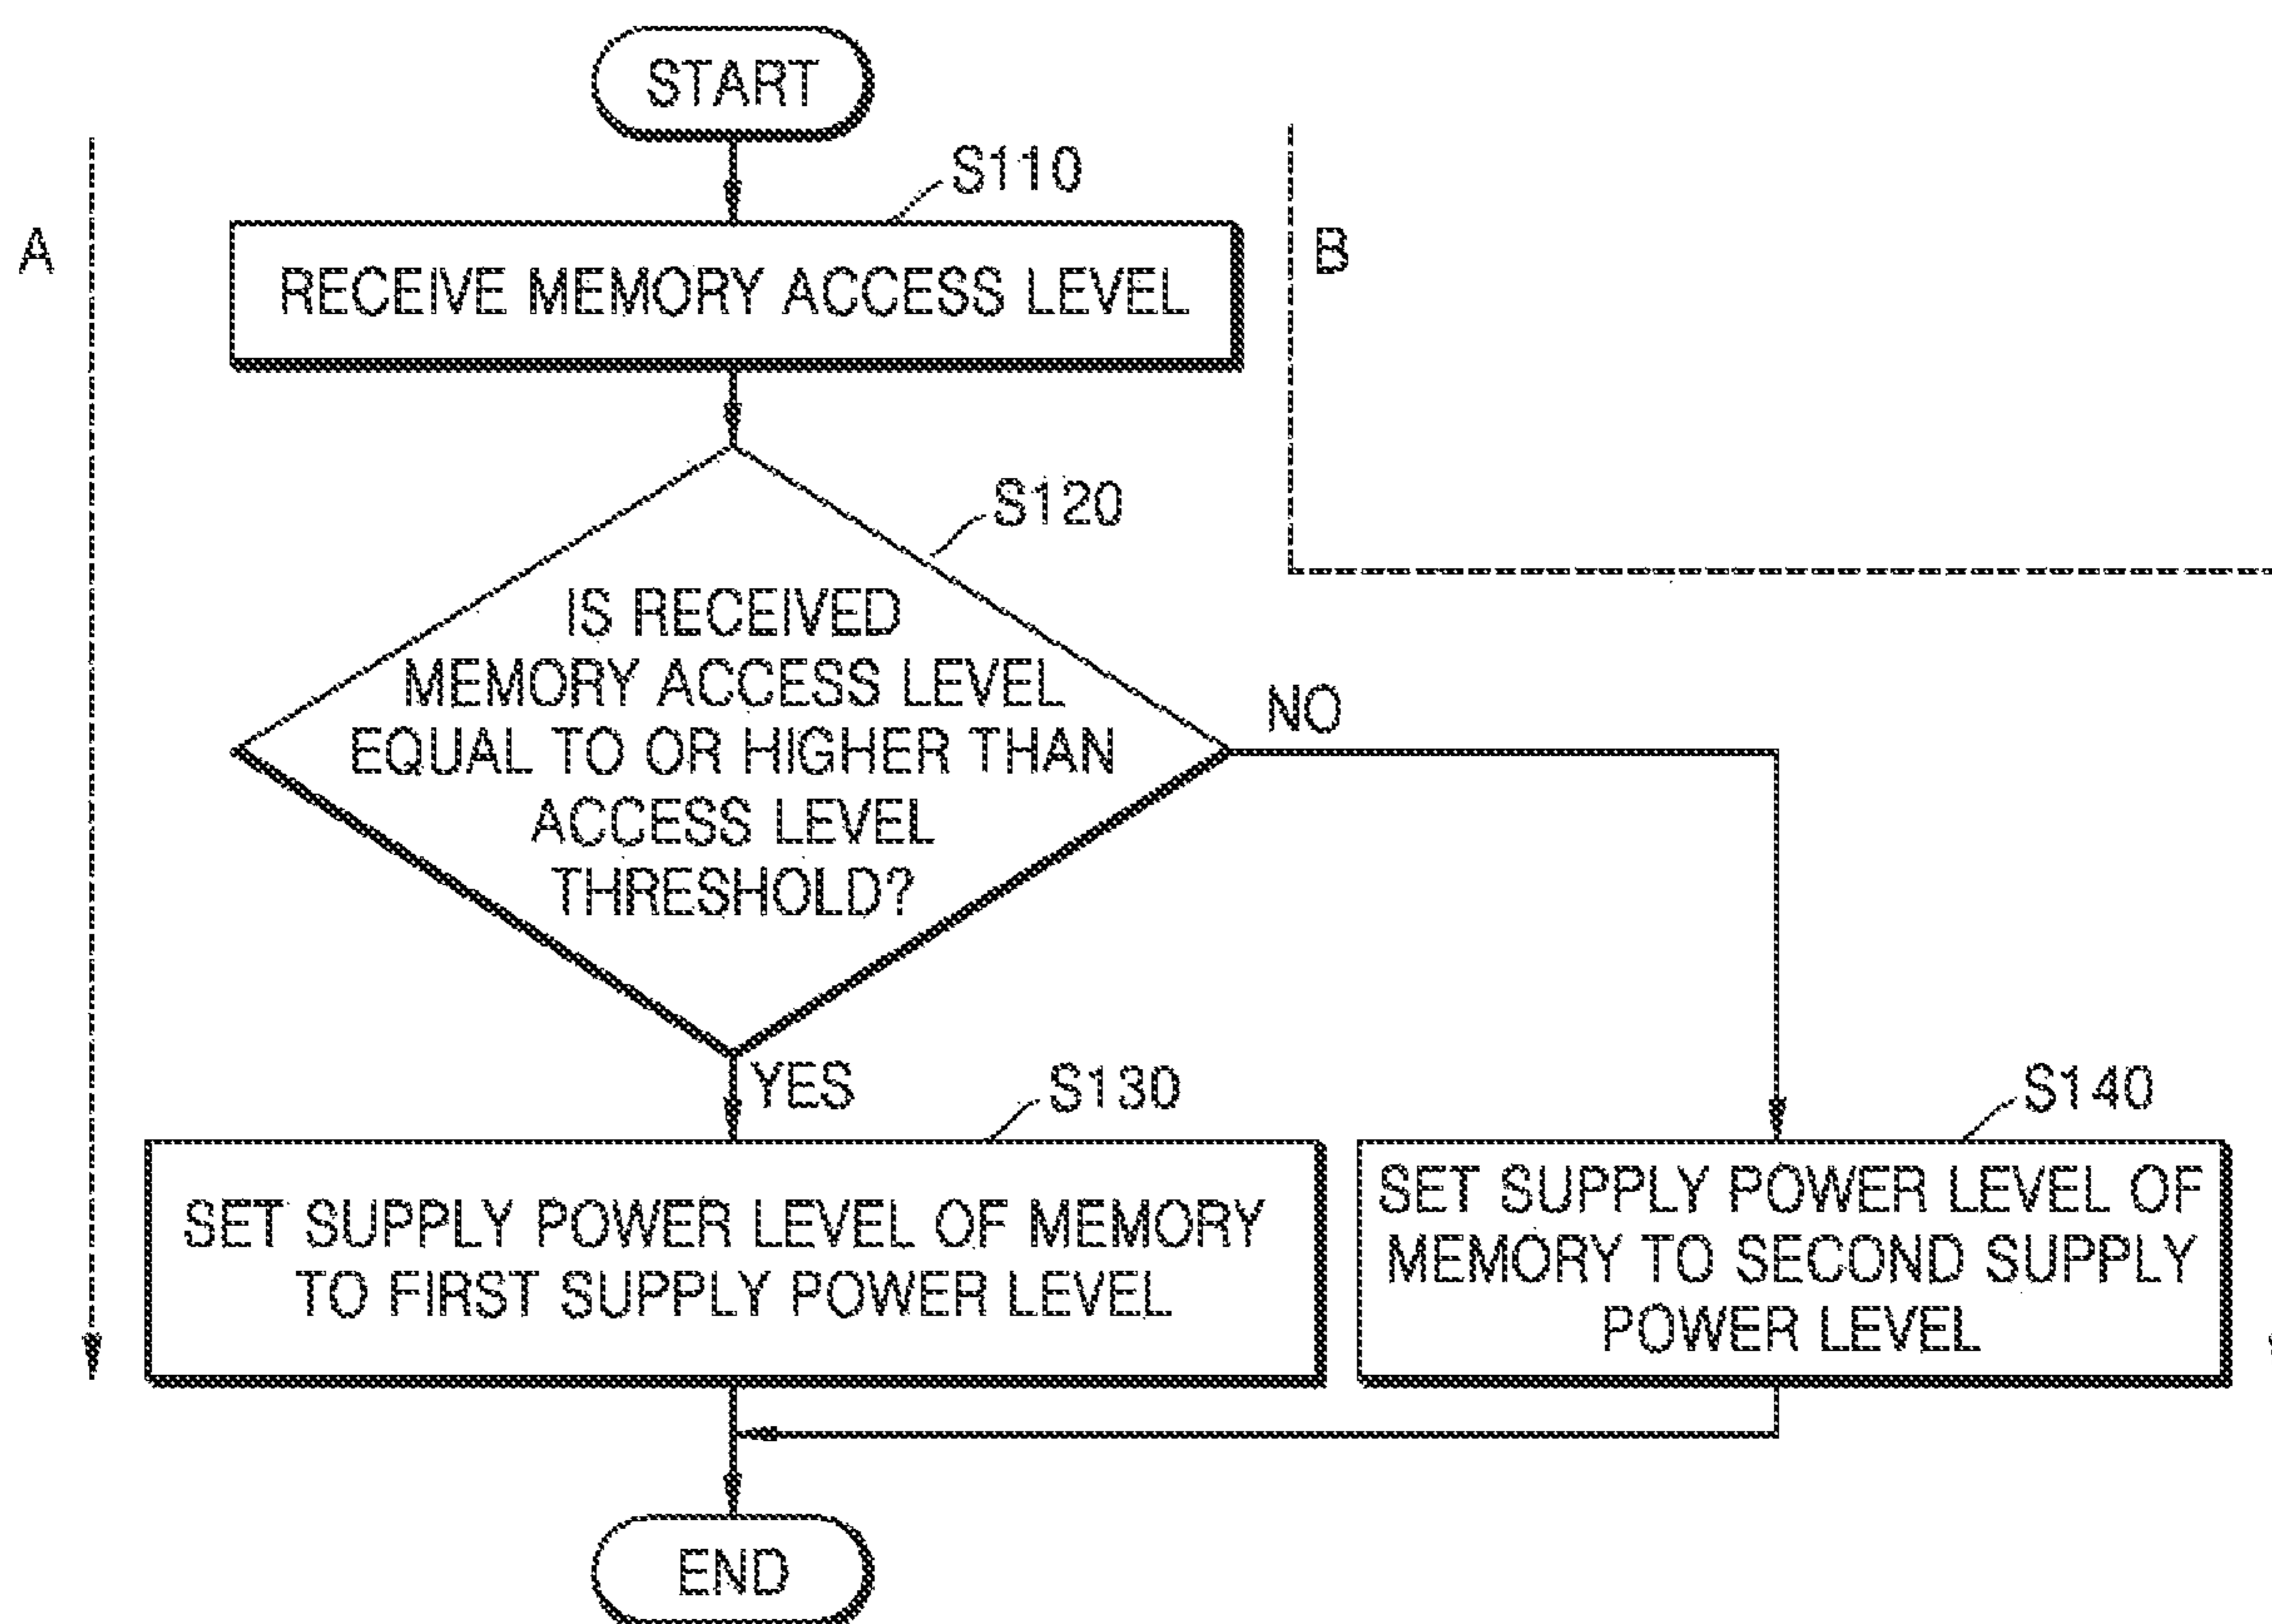 START
S110
A
B
RECEIVE MEMORY ACCESS LEVEL
S120
IS RECEIVED
MEMORY ACCESS LEVEL
EQUAL TO OR HIGHER THAN
ACCESS LEVEL
THRESHOLD?
NO
YES
S130
S140
SET SUPPLY POWER LEVEL OF MEMORY
TO FIRST SUPPLY POWER LEVEL
SET SUPPLY POWER LEVEL OF
MEMORY TO SECOND SUPPLY
POWER LEVEL
END